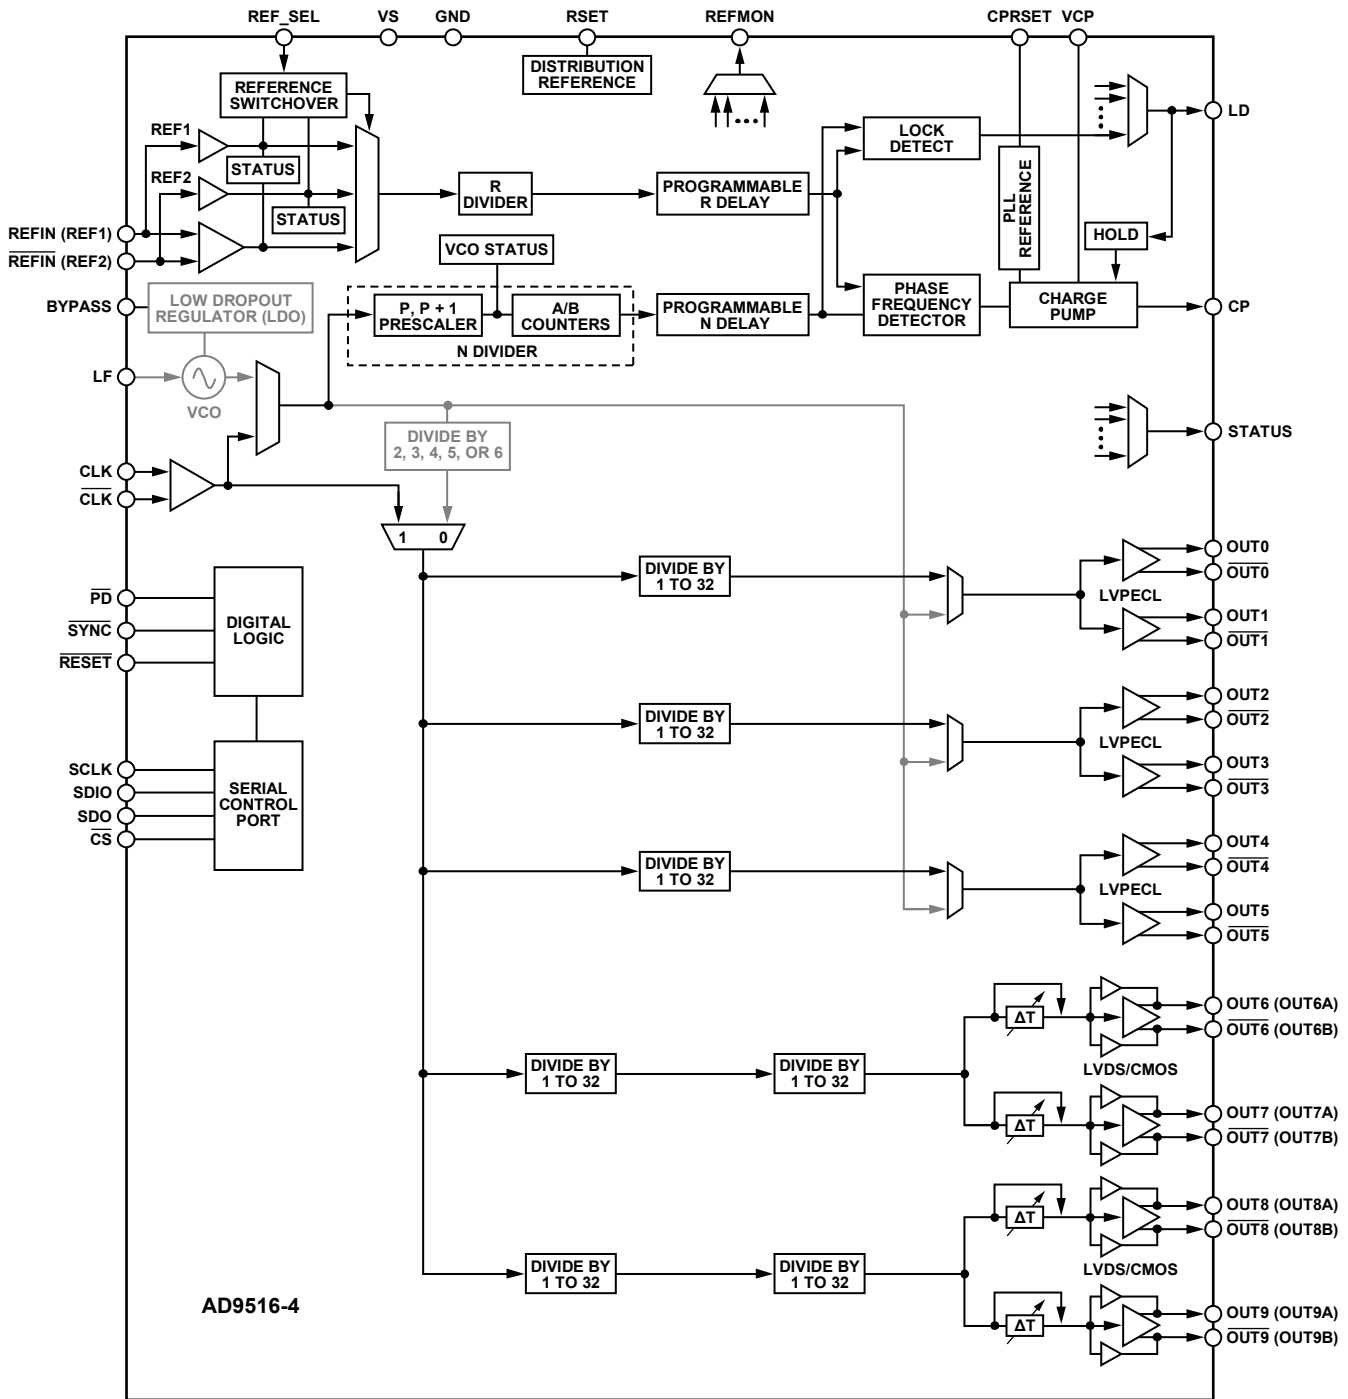 REF_SEL
VS
GND
RSET
REFMON
CPRSET
VCP
DISTRIBUTION
REFERENCE
REFERENCE
SWITCHOVER
REF1
STATUS
REF2
STATUS
REFIN (REF1)
REFIN (REF2)
R
DIVIDER
PROGRAMMABLE
R DELAY
LOCK
DETECT
LD
PLL
REFERENCE
HOLD
VCO STATUS
BYPASS
LOW DROPOUT
REGULATOR (LDO)
P, P + 1
PRESCALER
A/B
COUNTERS
N DIVIDER
PROGRAMMABLE
N DELAY
PHASE
FREQUENCY
DETECTOR
CHARGE
PUMP
CP
LF
VCO
DIVIDE BY
2, 3, 4, 5, OR 6
STATUS
CLK
CLK
1 0
DIVIDE BY
1 TO 32
LVPECL
OUT0
OUT0
OUT1
OUT1
PD
SYNC
RESET
DIGITAL
LOGIC
DIVIDE BY
1 TO 32
LVPECL
OUT2
OUT2
OUT3
OUT3
SCLK
SDIO
SDO
CS
SERIAL
CONTROL
PORT
DIVIDE BY
1 TO 32
LVPECL
OUT4
OUT4
OUT5
OUT5
DIVIDE BY
1 TO 32
DIVIDE BY
1 TO 32
ΔT
ΔT
LVDS/CMOS
OUT6 (OUT6A)
OUT6 (OUT6B)
OUT7 (OUT7A)
OUT7 (OUT7B)
DIVIDE BY
1 TO 32
DIVIDE BY
1 TO 32
ΔT
ΔT
LVDS/CMOS
OUT8 (OUT8A)
OUT8 (OUT8B)
OUT9 (OUT9A)
OUT9 (OUT9B)
AD9516-4